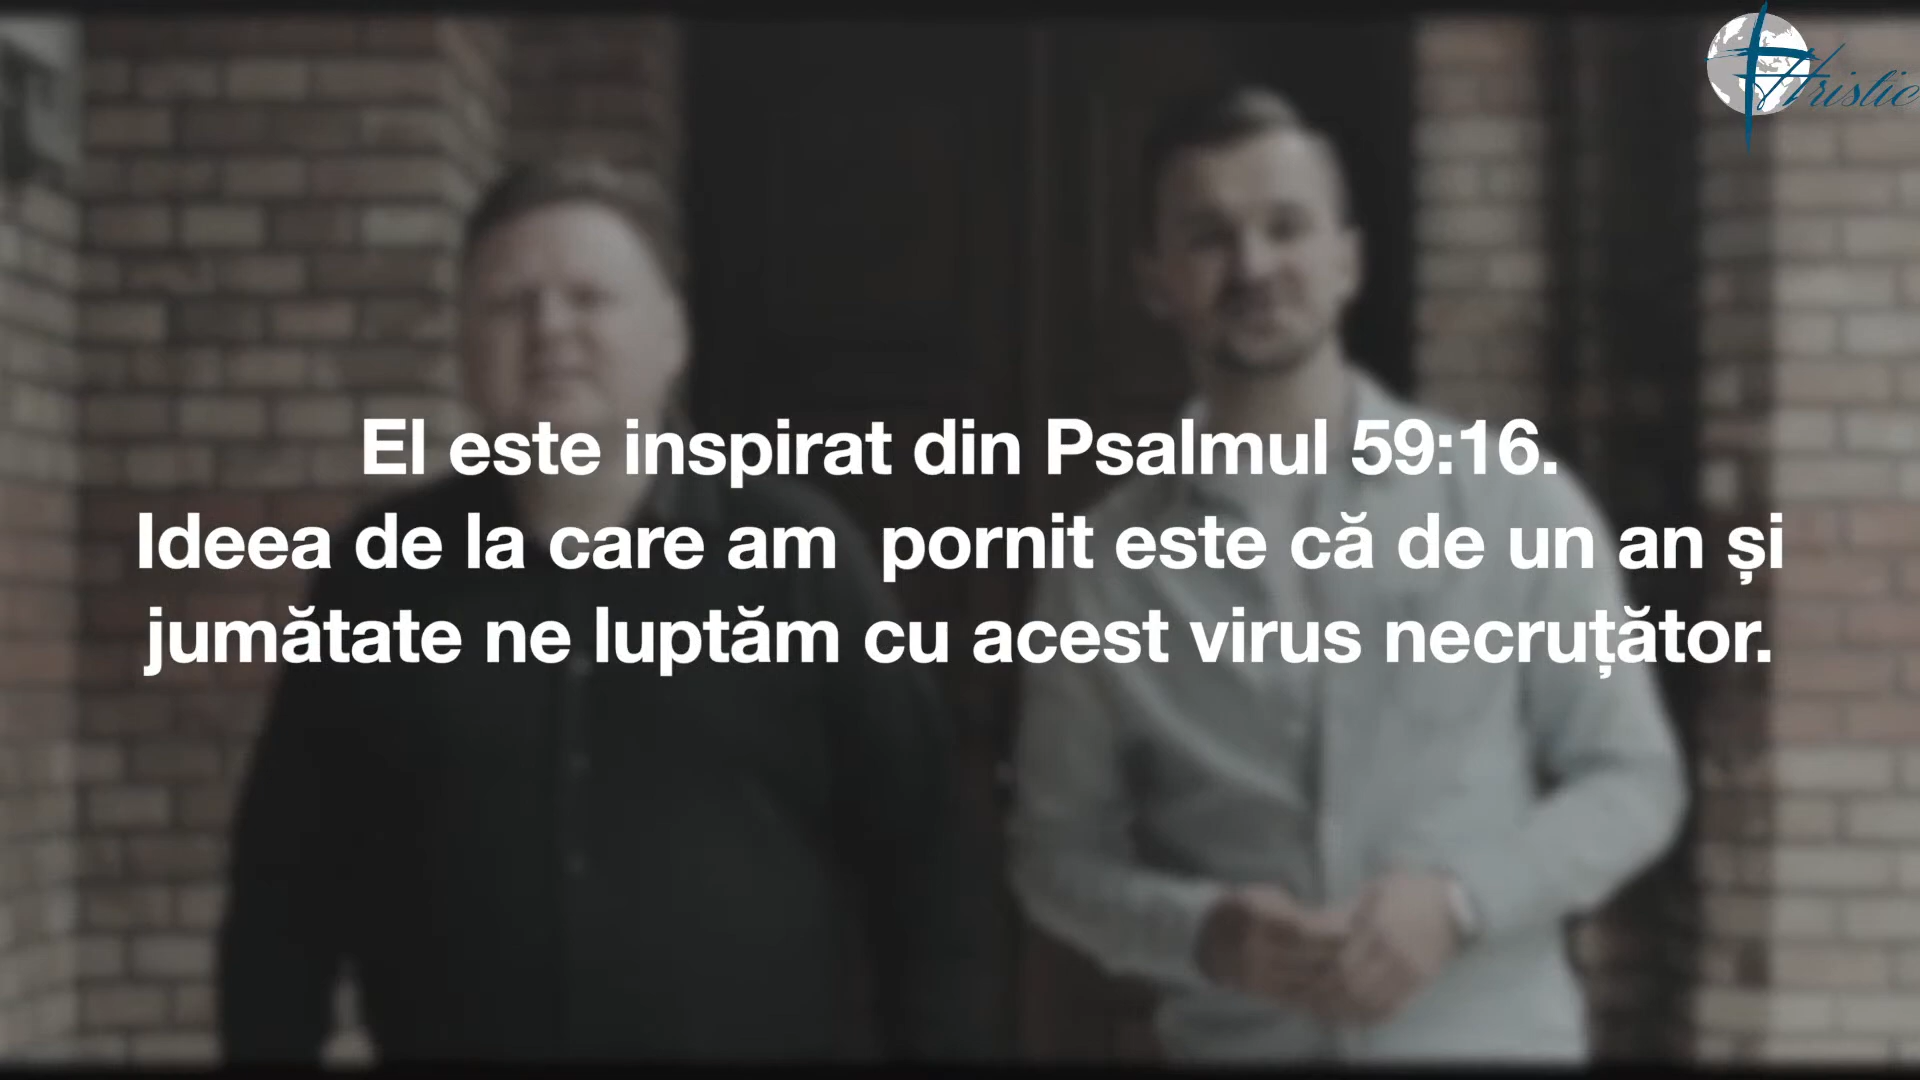 Hristic
El este inspirat din Psalmul 59:16.
Ideea de la care am  pornit este că de un an și
jumătate ne luptăm cu acest virus necruțător.